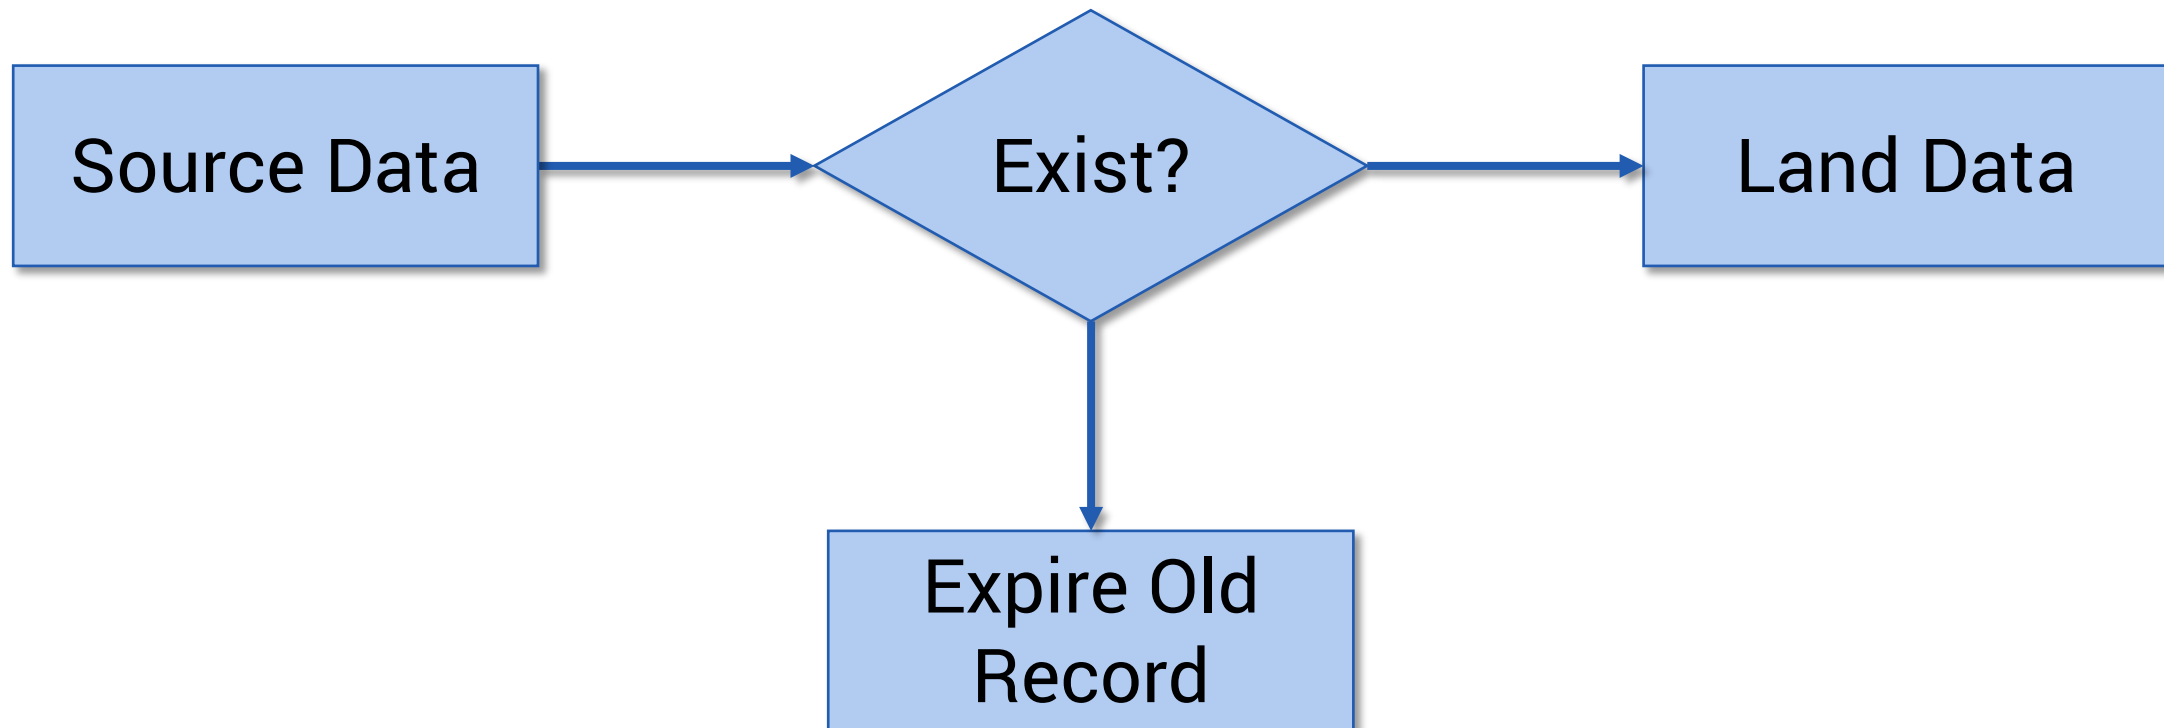 Source Data
Exist?
Land Data
Expire Old
Record